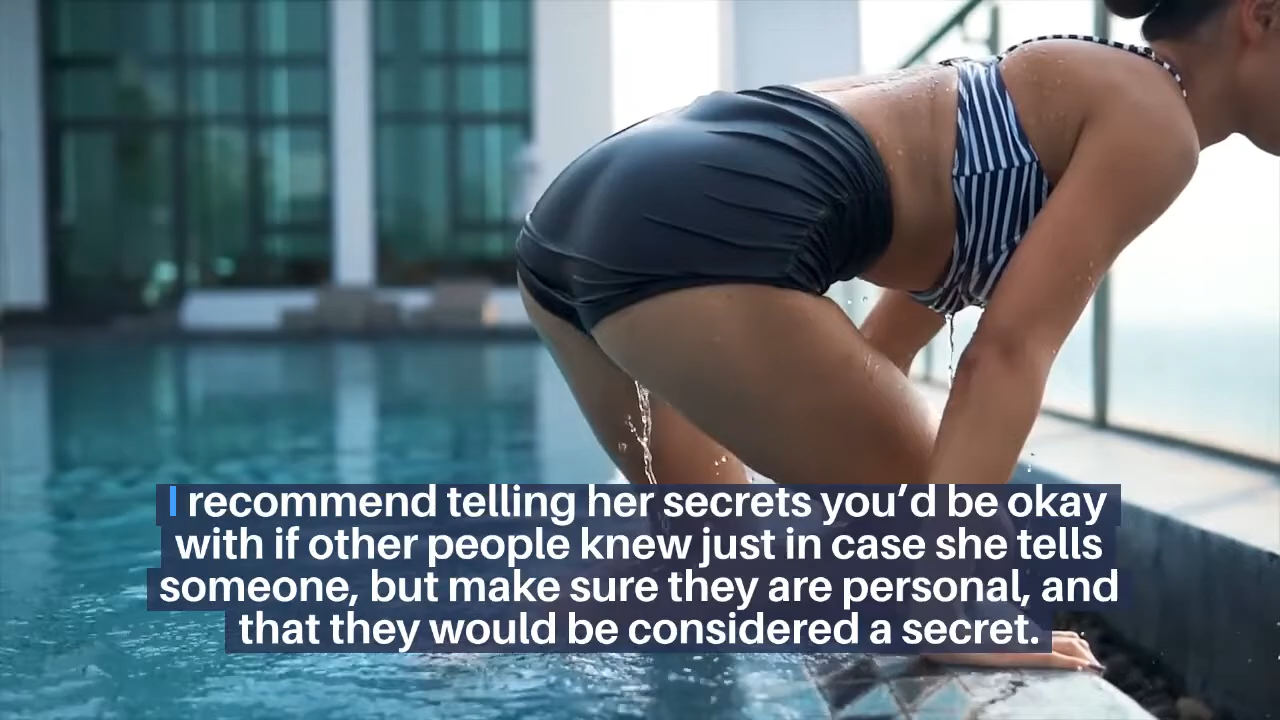 I recommend telling her secrets you’d be okay
with if other people knew just in case she tells
someone, but make sure they are personal, and
that they would be considered a secret.